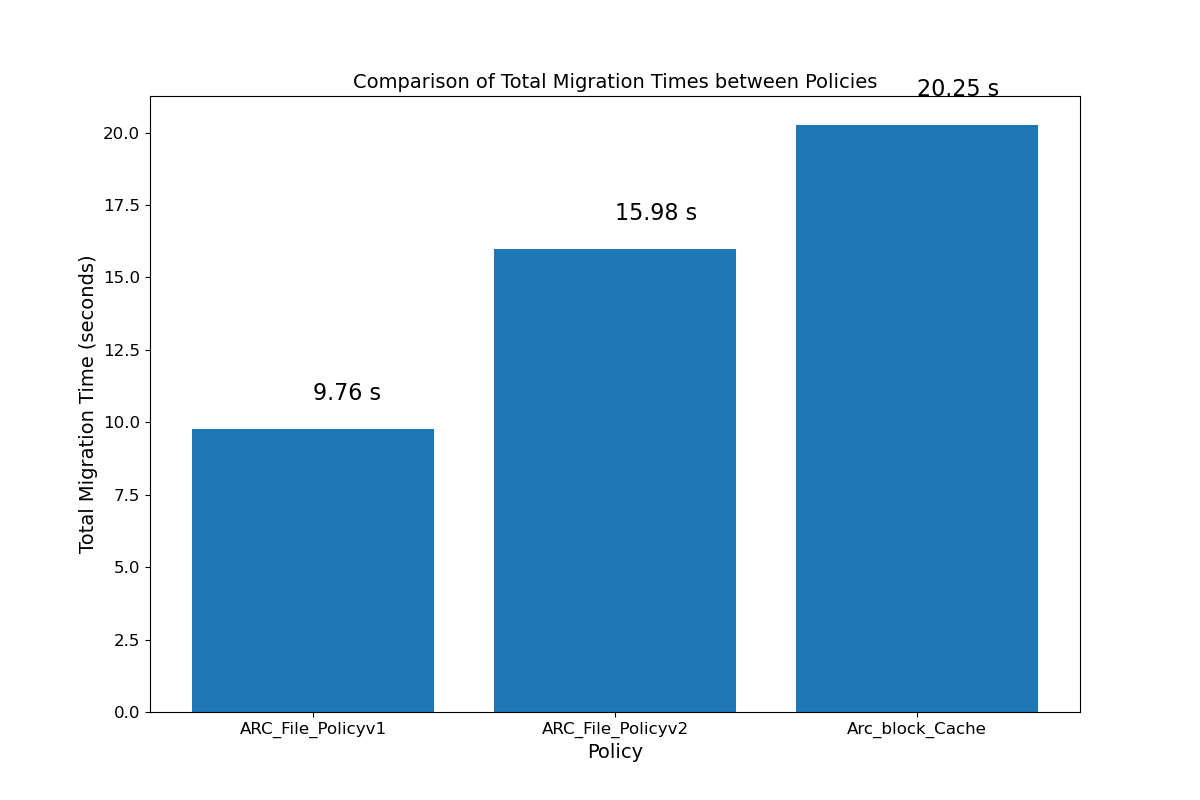 Comparison of Total Migration Times between Policies
20.25 s
20.0
17.5
15.98 s
15.0
12.5
9.76 s
10.0
7.5
5.0
2.5
0.0
Total Migration Time (seconds)
ARC_File_Policyv1
ARC_File_Policyv2
Arc_block_Cache
Policy